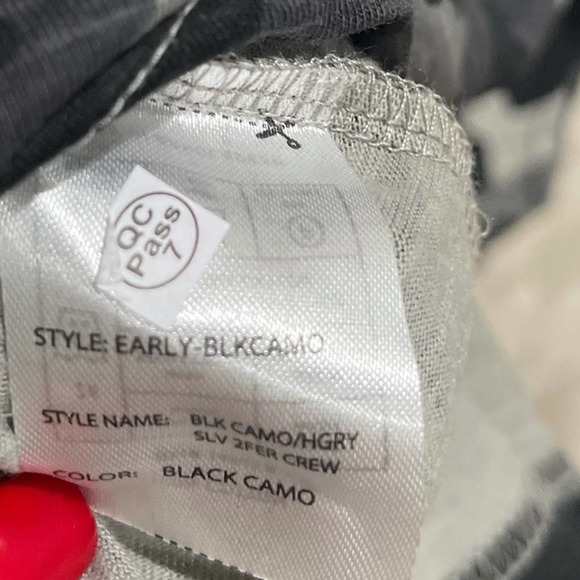 QC
Pass
7
STYLE: EARLY-BLKCAMO
STYLE NAME: BLK CAMO/HGRY
SLV 2FER CREW
COLOR: BLACK CAMO